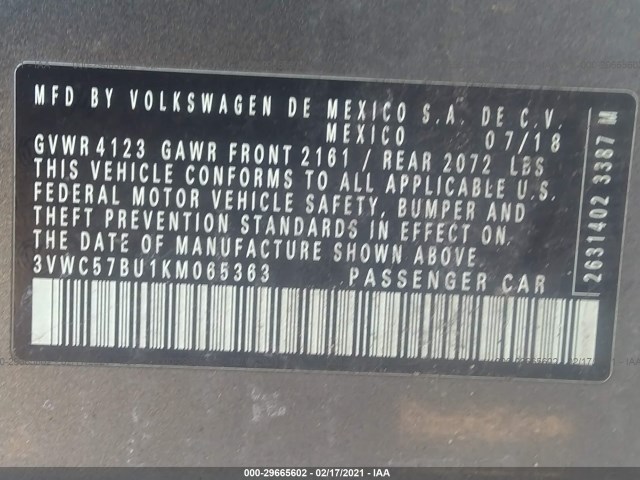 MFD BY VOLKSWAGEN DE MEXICO S.A. DE C.V.
MEXICO 07/18
GVWR 4123 GAWR FRONT 2161 / REAR 2072 LBS
THIS VEHICLE CONFORMS TO ALL APPLICABLE U.S.
FEDERAL MOTOR VEHICLE SAFETY, BUMPER AND
THEFT PREVENTION STANDARDS IN EFFECT ON
THE DATE OF MANUFACTURE SHOWN ABOVE.
3VWC57BU1KM065363 PASSENGER CAR
2631402 3387 M
000-29665602 - 02/17/2021 - IAA